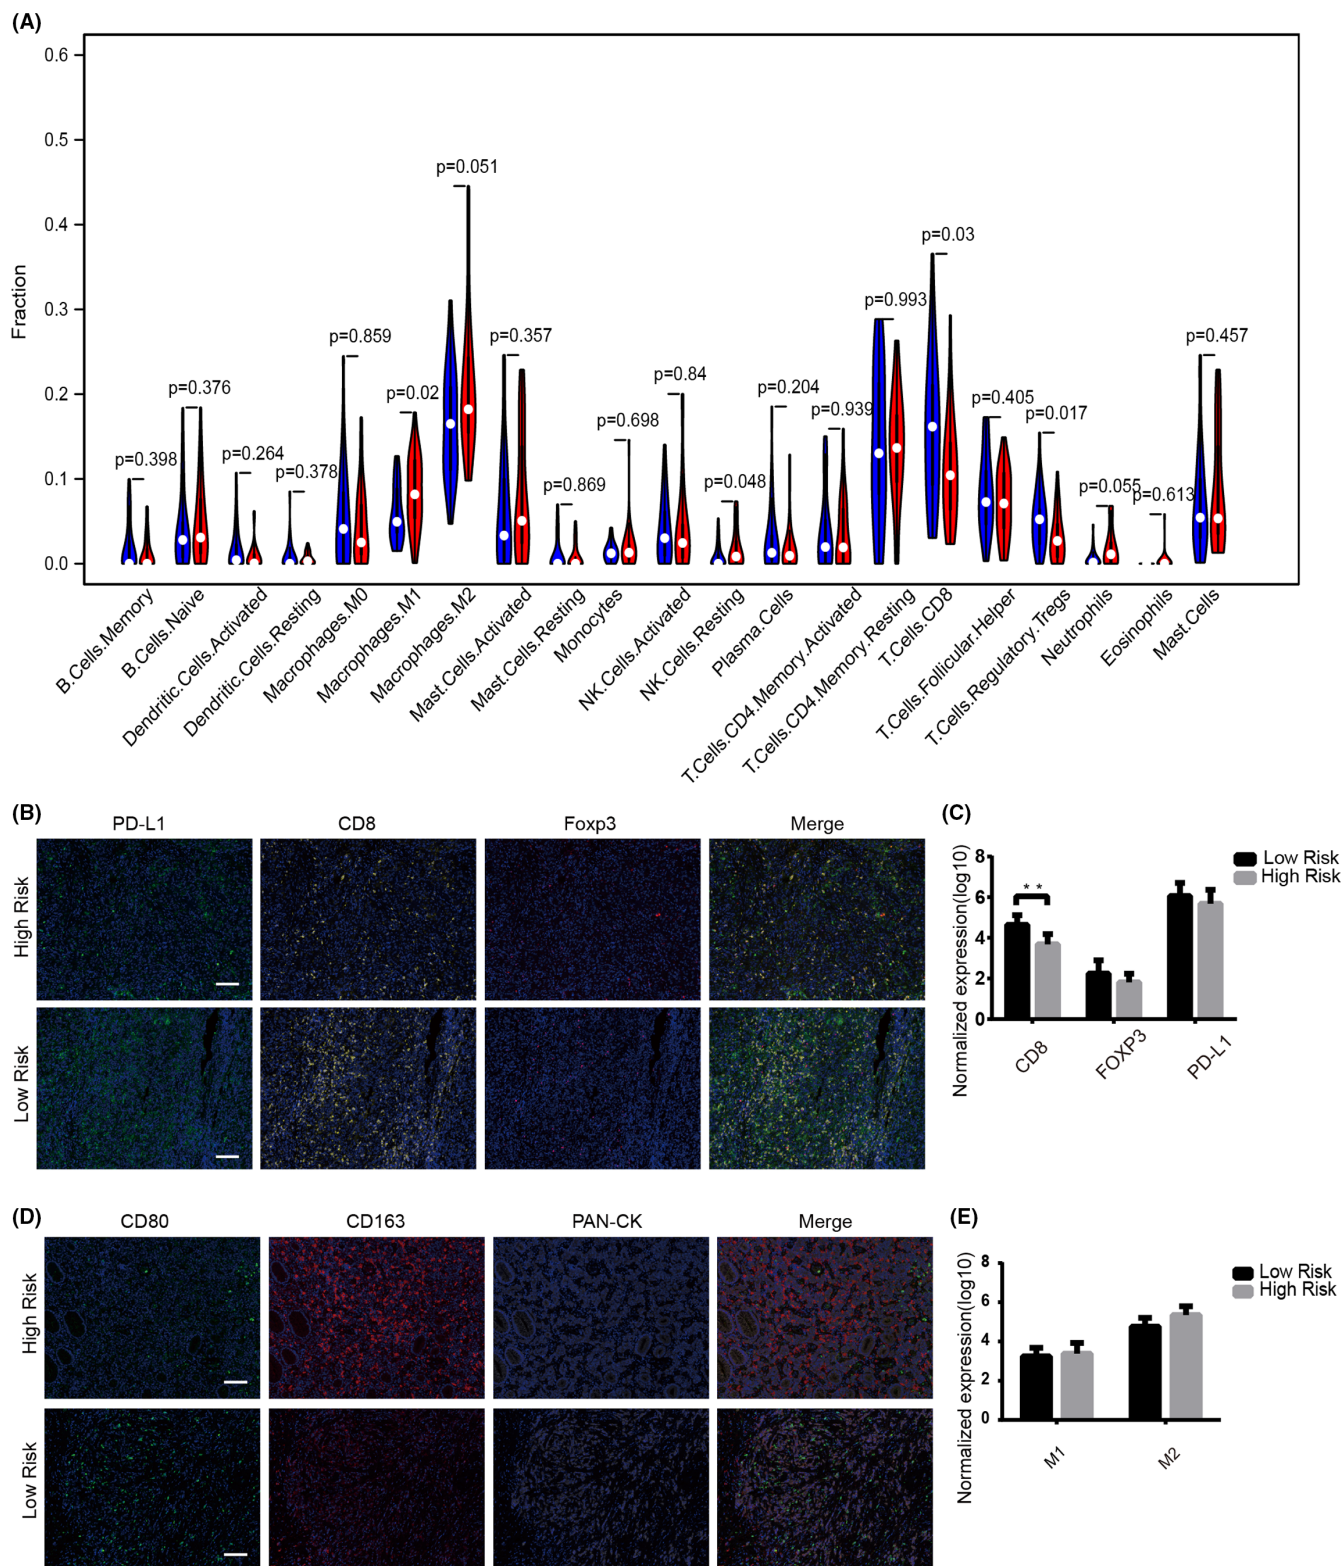 (A)
0.6
0.5
0.4
0.3
0.2
0.1
0.0
Fraction
p=0.398
p=0.376
p=0.264
p=0.378
p=0.859
p=0.02
p=0.051
p=0.357
p=0.869
p=0.698
p=0.84
p=0.048
p=0.204
p=0.939
p=0.993
p=0.03
p=0.405
p=0.017
p=0.055
p=0.613
p=0.457
B.Cells.Memory
B.Cells.Naive
Dendritic.Cells.Activated
Dendritic.Cells.Resting
Macrophages.M0
Macrophages.M1
Macrophages.M2
Mast.Cells.Activated
Mast.Cells.Resting
Monocytes
NK.Cells.Activated
NK.Cells.Resting
Plasma.Cells
T.Cells.CD4.Memory.Activated
T.Cells.CD4.Memory.Resting
T.Cells.CD8
T.Cells.Follicular.Helper
T.Cells.Regulatory.Tregs
Neutrophils
Eosinophils
Mast.Cells
(B)
PD-L1 CD8 Foxp3 Merge
High Risk
Low Risk
(C)
Normalized expression(log10)
8
6
4
2
0
* *
Low Risk
High Risk
CD8
FOXP3
PD-L1
(D)
CD80 CD163 PAN-CK Merge
High Risk
Low Risk
(E)
Normalized expression(log10)
8
6
4
2
0
Low Risk
High Risk
M1
M2